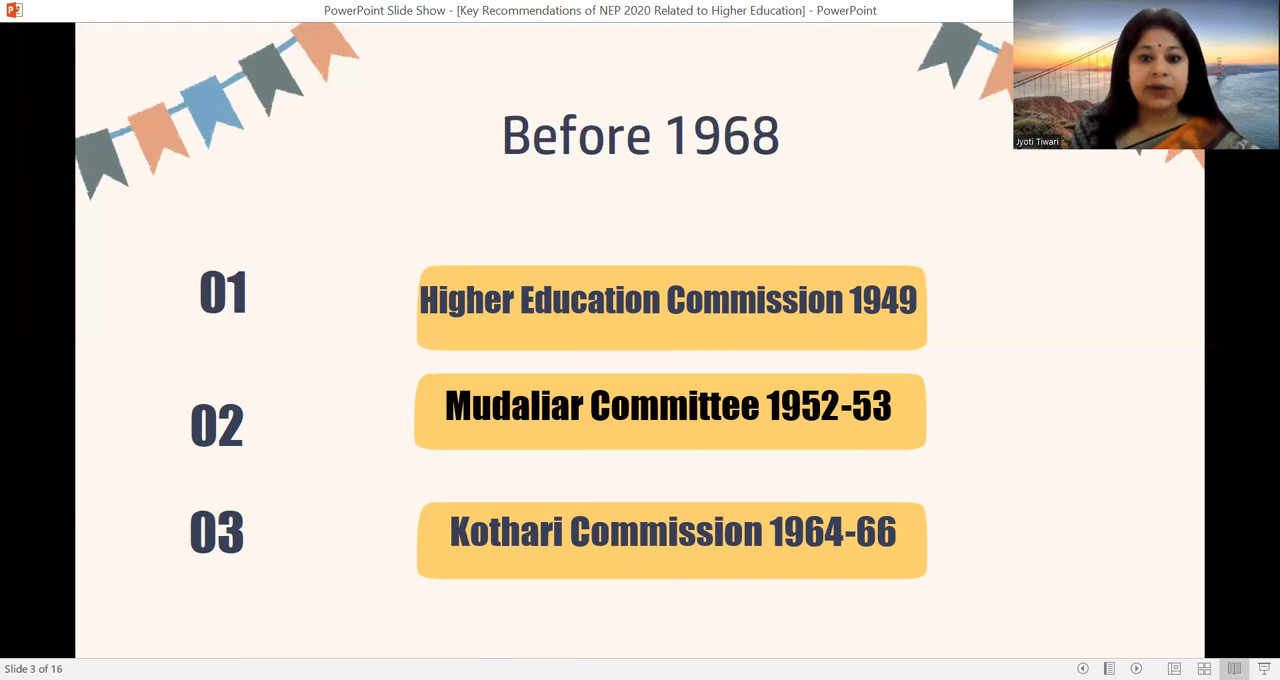 PowerPoint Slide Show - [Key Recommendations of NEP 2020 Related to Higher Education] - PowerPoint
Jyoti Tiwari
Before 1968
01
Higher Education Commission 1949
02
Mudaliar Committee 1952-53
03
Kothari Commission 1964-66
Slide 3 of 16